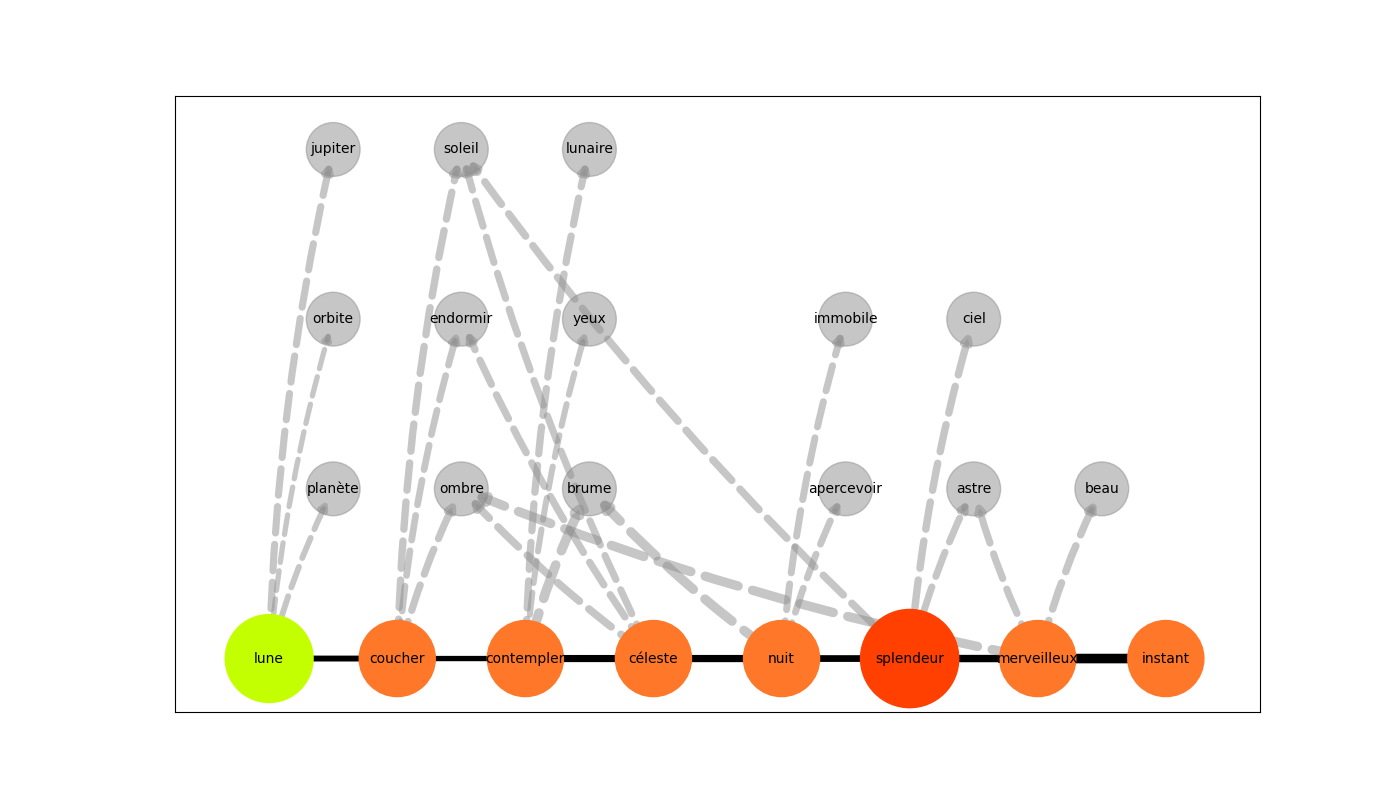 jupiter soleil lunaire
orbite endormir yeux immobile ciel
planète ombre brume apercevoir astre beau
lune coucher contempler céleste nuit splendeur merveilleux instant